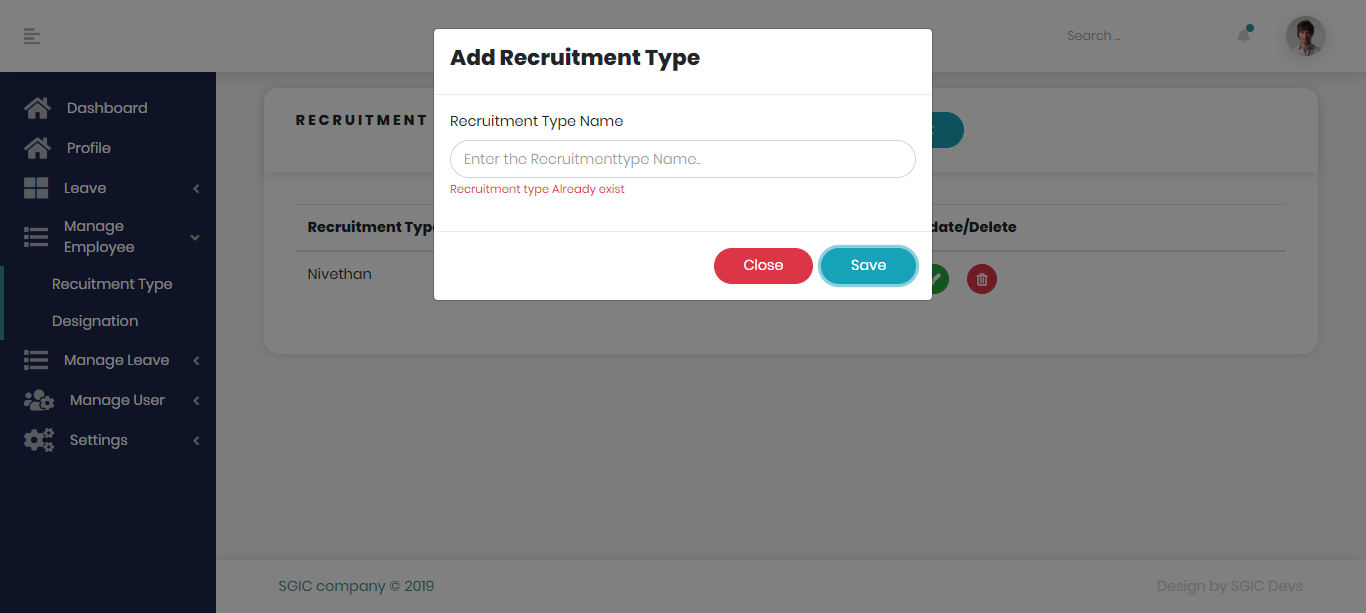 Search ...
Add Recruitment Type
Dashboard
RECRUITMENT
Recruitment Type Name
Profile
Enter the Recruitmenttype Name..
Leave
Recruitment type Already exist
Manage
Employee
Recruitment Typ
date/Delete
Close
Save
Nivethan
Recuitment Type
Designation
Manage Leave
Manage User
Settings
SGIC company © 2019
Design by SGIC Devs